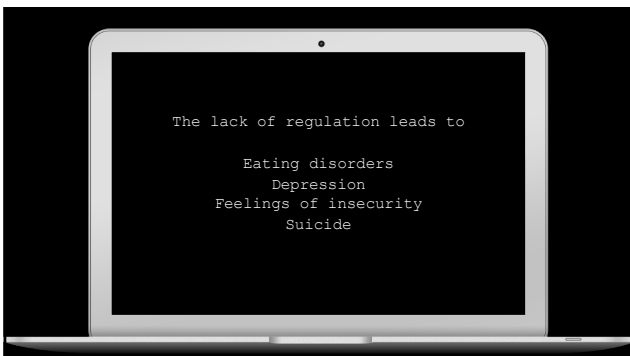 The lack of regulation leads to
Eating disorders
Depression
Feelings of insecurity
Suicide